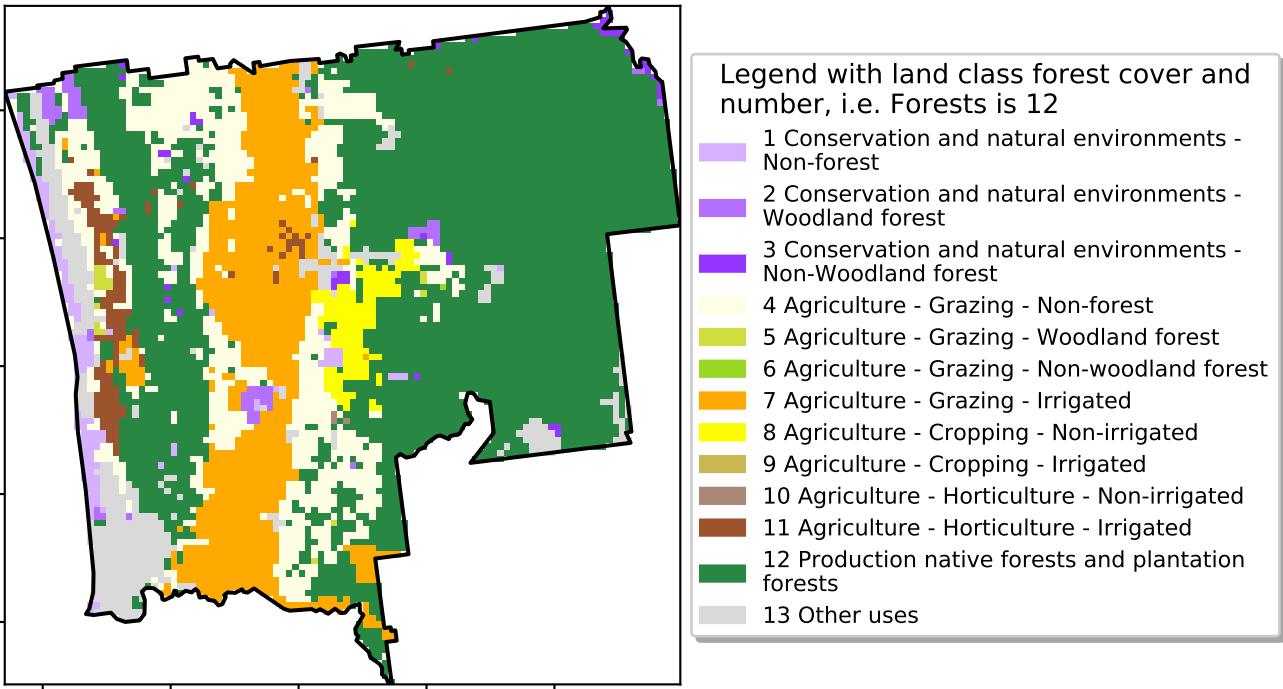 Legend with land class forest cover and
number, i.e. Forests is 12
1 Conservation and natural environments -
Non-forest
2 Conservation and natural environments -
Woodland forest
3 Conservation and natural environments -
Non-Woodland forest
4 Agriculture - Grazing - Non-forest
5 Agriculture - Grazing - Woodland forest
6 Agriculture - Grazing - Non-woodland forest
7 Agriculture - Grazing - Irrigated
8 Agriculture - Cropping - Non-irrigated
9 Agriculture - Cropping - Irrigated
10 Agriculture - Horticulture - Non-irrigated
11 Agriculture - Horticulture - Irrigated
12 Production native forests and plantation
forests
13 Other uses